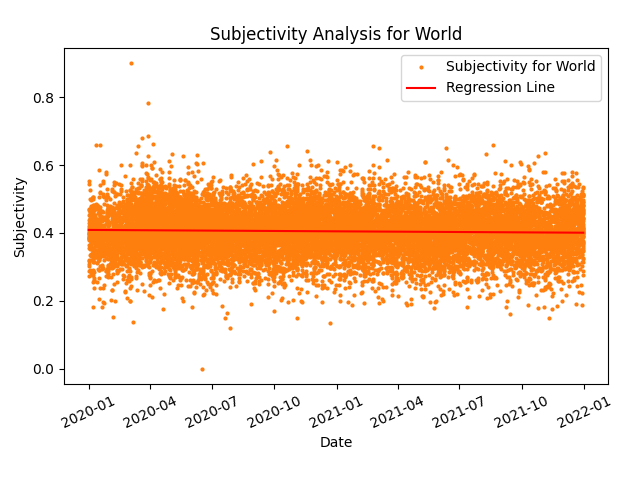 Subjectivity Analysis for World
Subjectivity for World
Regression Line
Subjectivity
0.8
0.6
0.4
0.2
0.0
2020-01
2020-04
2020-07
2020-10
2021-01
2021-04
2021-07
2021-10
2022-01
Date